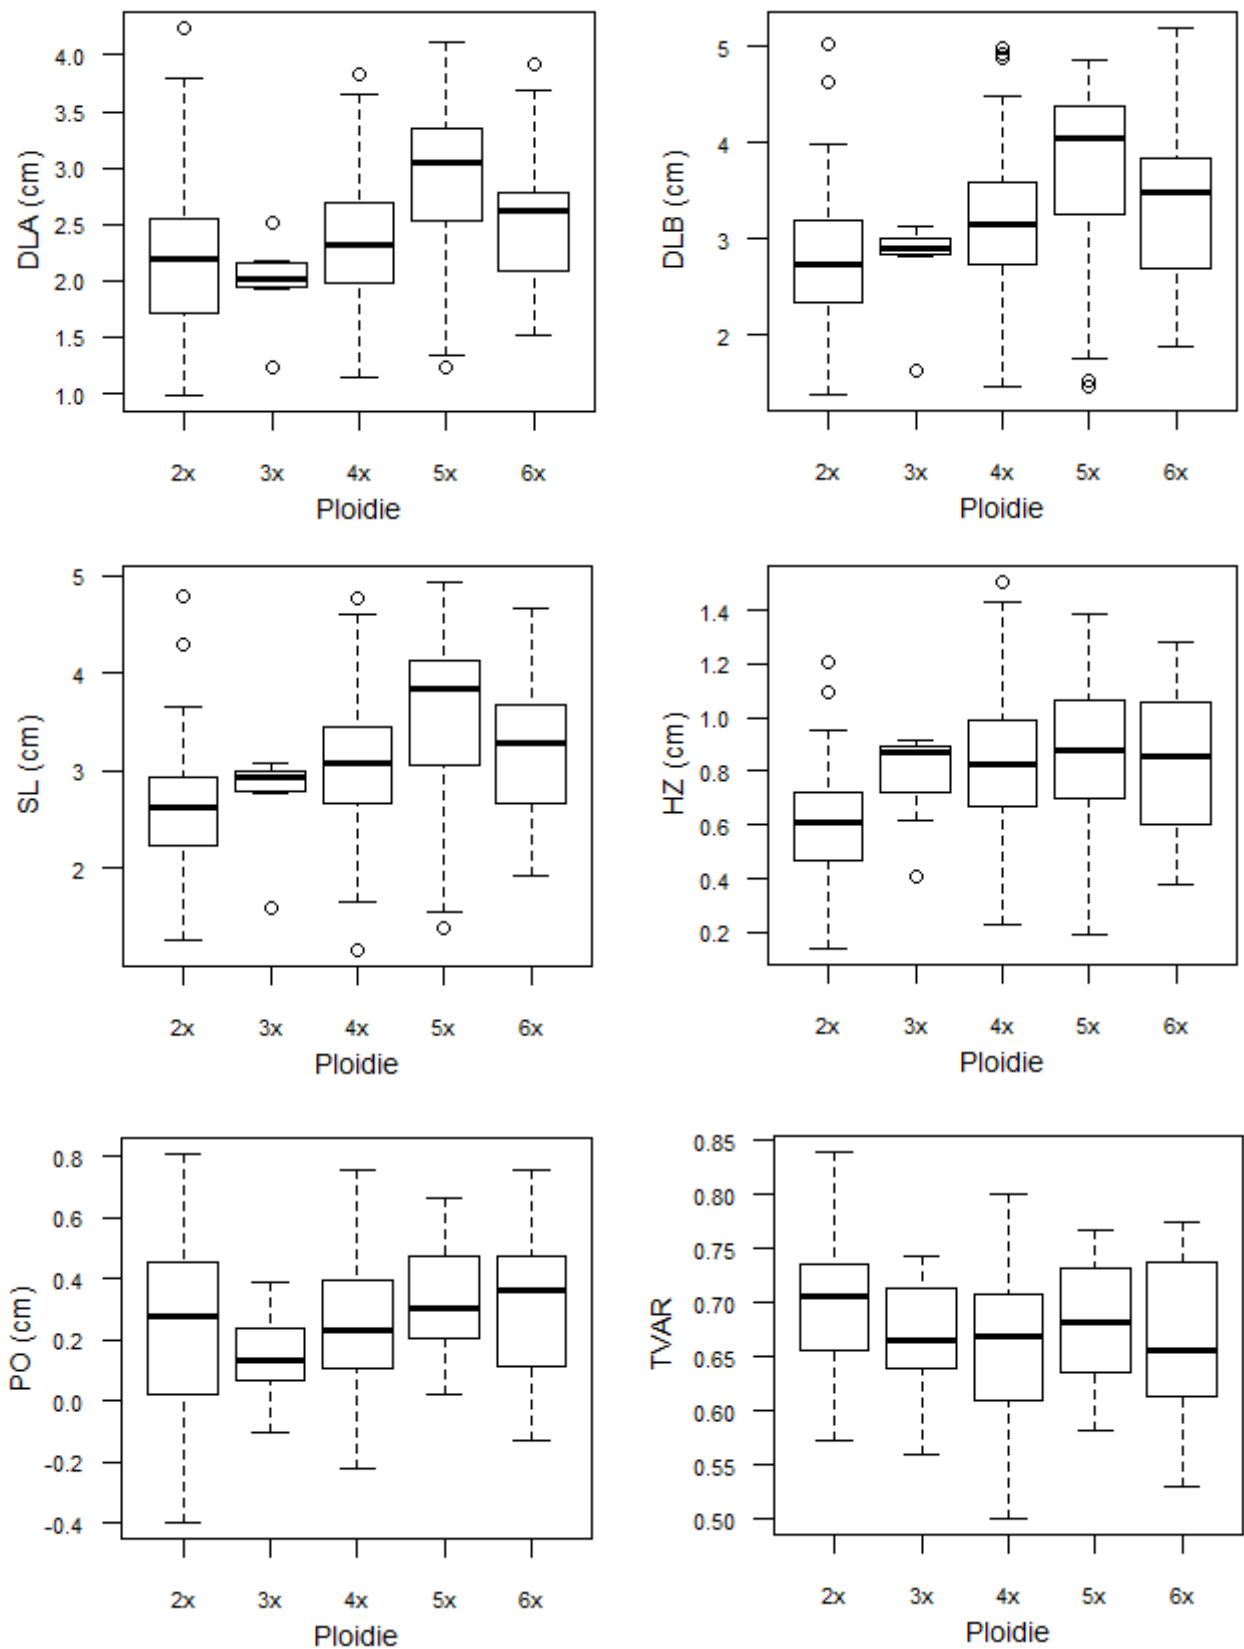 DLA (cm)
4.0
3.5
3.0
2.5
2.0
1.5
1.0
2x 3x 4x 5x 6x
Ploidie
DLB (cm)
5
4
3
2
2x 3x 4x 5x 6x
Ploidie
SL (cm)
5
4
3
2
2x 3x 4x 5x 6x
Ploidie
HZ (cm)
1.4
1.2
1.0
0.8
0.6
0.4
0.2
2x 3x 4x 5x 6x
Ploidie
PO (cm)
0.8
0.6
0.4
0.2
0.0
-0.2
-0.4
2x 3x 4x 5x 6x
Ploidie
TVAR
0.85
0.80
0.75
0.70
0.65
0.60
0.55
0.50
2x 3x 4x 5x 6x
Ploidie